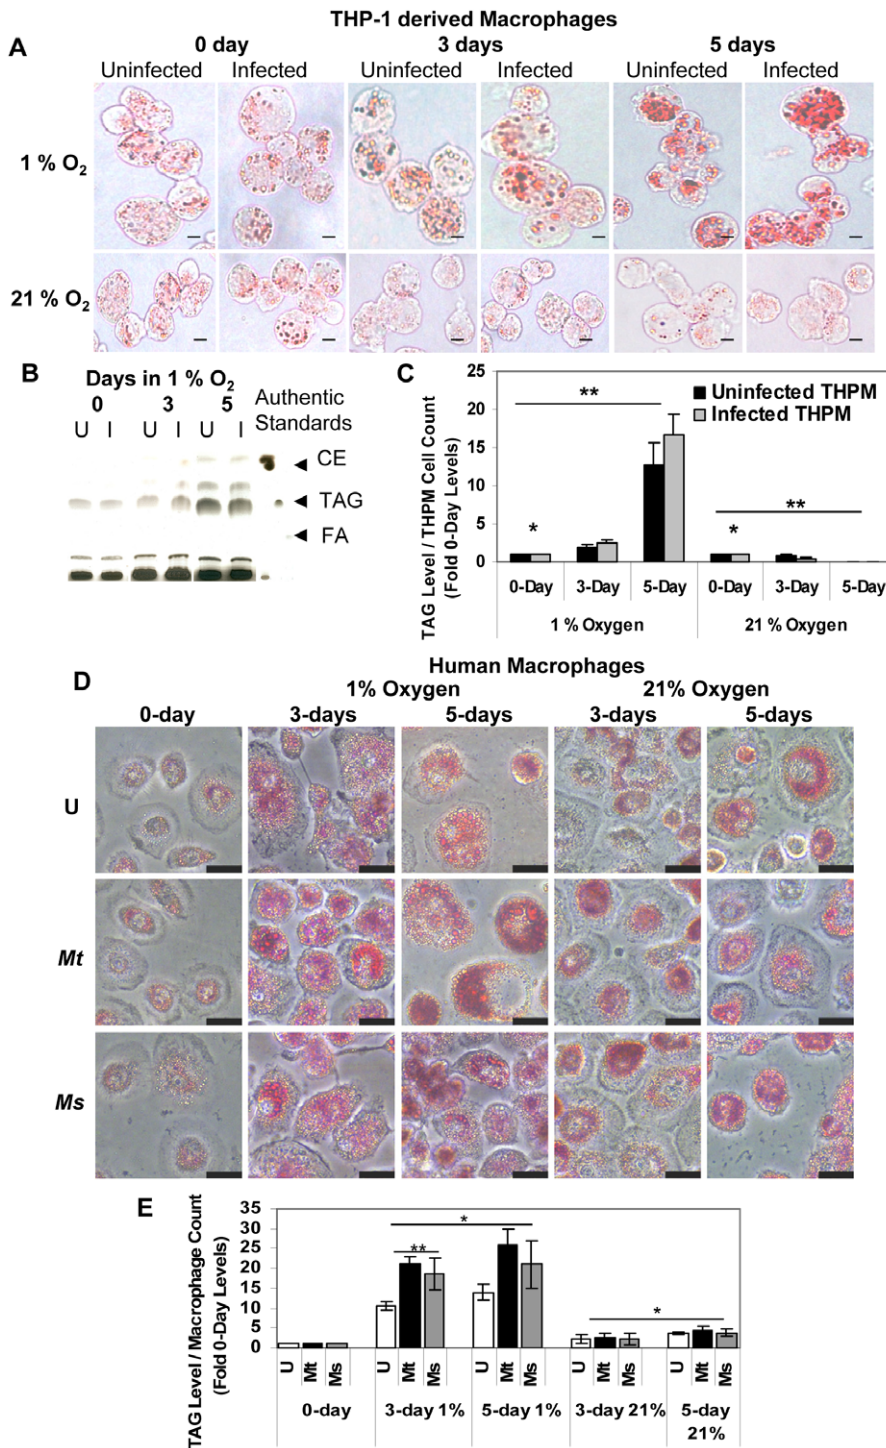 THP-1 derived Macrophages
A
0 day 3 days 5 days
Uninfected Infected Uninfected Infected Uninfected Infected
1 % O₂
21 % O₂
B
Days in 1 % O₂
0 3 5
U I U I U I
Authentic
Standards
CE
TAG
FA
C
TAG Level / THPM Cell Count
(Fold 0-Day Levels)
25
20
15
10
5
0
Uninfected THPM
Infected THPM
**
*
**
*
0-Day 3-Day 5-Day 0-Day 3-Day 5-Day
1 % Oxygen 21 % Oxygen
Human Macrophages
D
1% Oxygen 21% Oxygen
0-day 3-days 5-days 3-days 5-days
U
Mt
Ms
E
TAG Level / Macrophage Count
(Fold 0-Day Levels)
35
30
25
20
15
10
5
0
*
**
*
U Mt Ms U Mt Ms U Mt Ms U Mt Ms U Mt Ms
0-day 3-day 1% 5-day 1% 3-day 21% 5-day
21%